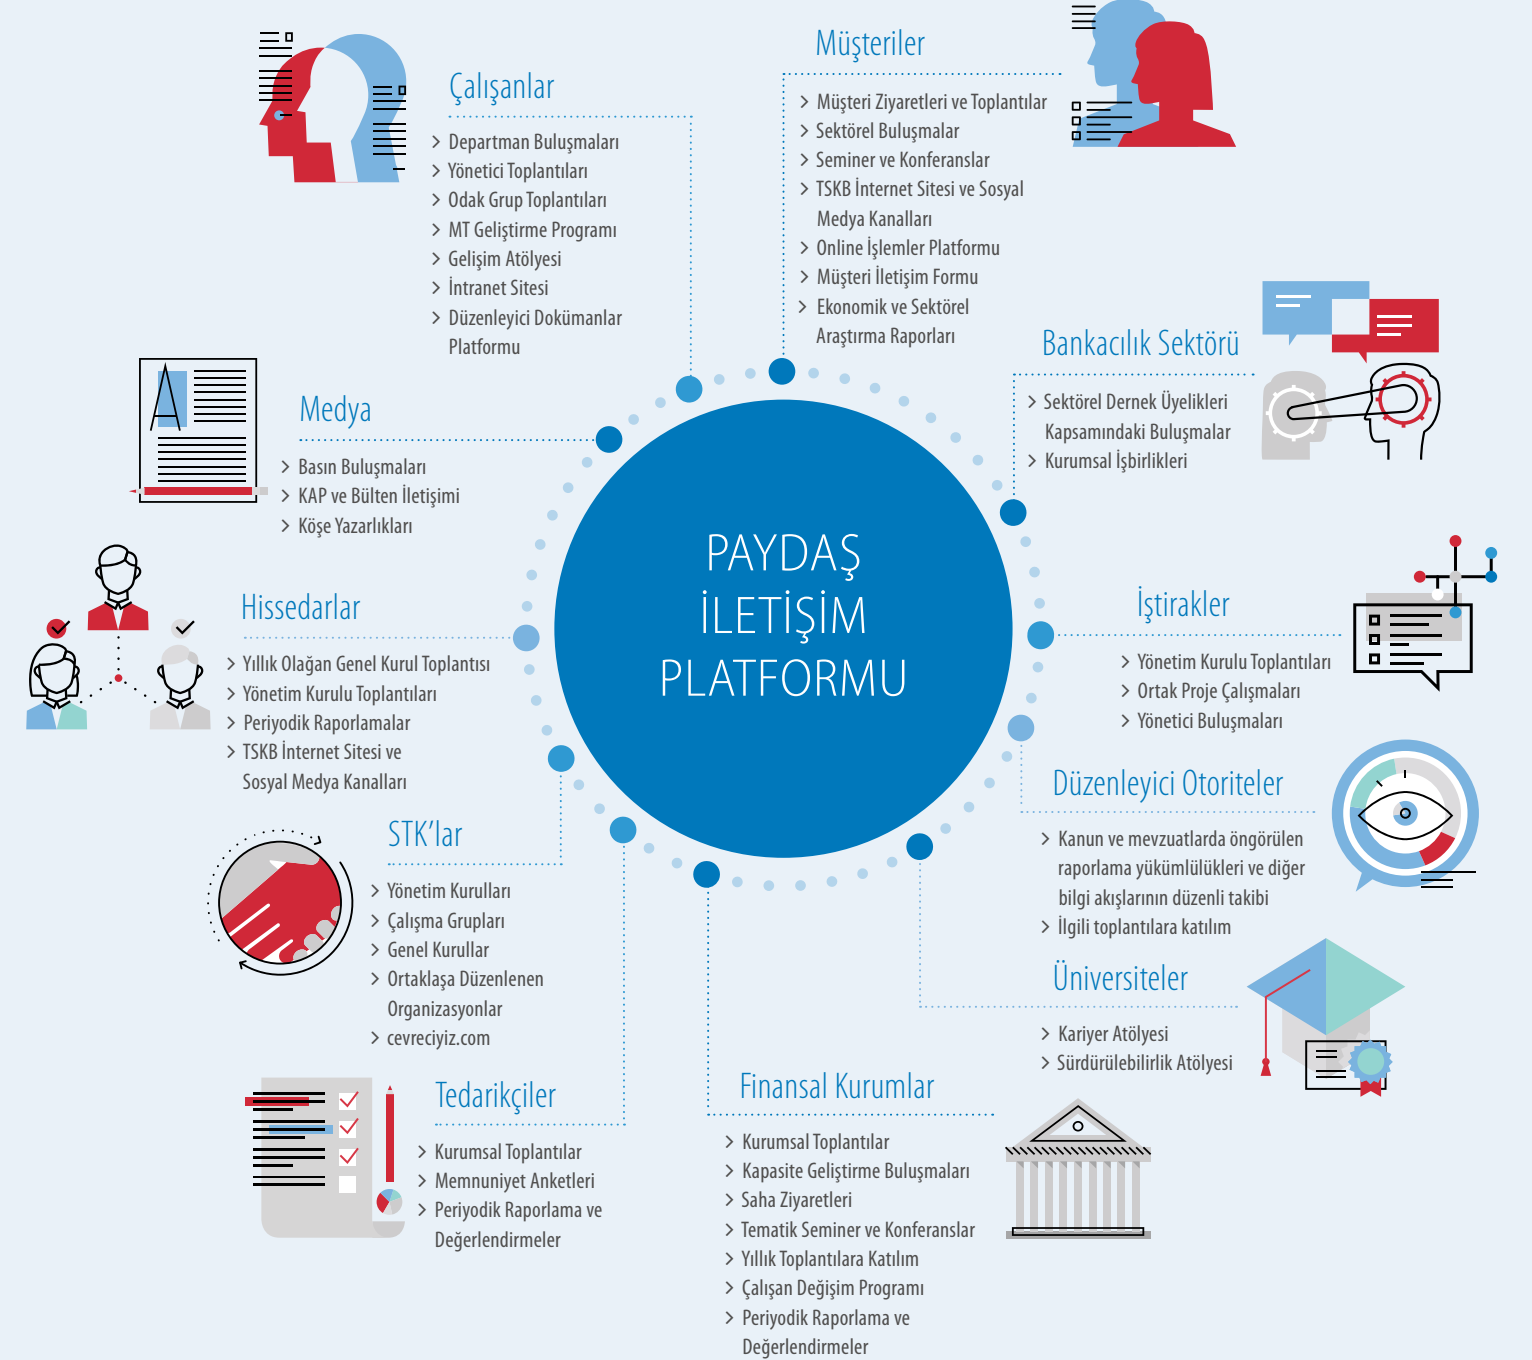 Çalışanlar
> Departman Buluşmaları
> Yönetici Toplantıları
> Odak Grup Toplantıları
> MT Geliştirme Programı
> Gelişim Atölyesi
> İntranet Sitesi
> Düzenleyici Dokümanlar
Platformu
Müşteriler
> Müşteri Ziyaretleri ve Toplantılar
> Sektörel Buluşmalar
> Seminer ve Konferanslar
> TSKB İnternet Sitesi ve Sosyal
Medya Kanalları
> Online İşlemler Platformu
> Müşteri İletişim Formu
> Ekonomik ve Sektörel
Araştırma Raporları
Bankacılık Sektörü
> Sektörel Dernek Üyelikleri
Kapsamındaki Buluşmalar
> Kurumsal İşbirlikleri
Medya
> Basın Buluşmaları
> KAP ve Bülten İletişimi
> Köşe Yazarlıkları
A
PAYDAŞ
İLETİŞİM
PLATFORMU
Hissedarlar
> Yıllık Olağan Genel Kurul Toplantısı
> Yönetim Kurulu Toplantıları
> Periyodik Raporlamalar
> TSKB İnternet Sitesi ve
Sosyal Medya Kanalları
İştirakler
> Yönetim Kurulu Toplantıları
> Ortak Proje Çalışmaları
> Yönetici Buluşmaları
Düzenleyici Otoriteler
> Kanun ve mevzuatlarda öngörülen
raporlama yükümlülükleri ve diğer
bilgi akışlarının düzenli takibi
> İlgili toplantılara katılım
STK'lar
> Yönetim Kurulları
> Çalışma Grupları
> Genel Kurullar
> Ortaklaşa Düzenlenen
Organizasyonlar
> cevreciyiz.com
Üniversiteler
> Kariyer Atölyesi
> Sürdürülebilirlik Atölyesi
Tedarikçiler
> Kurumsal Toplantılar
> Memnuniyet Anketleri
> Periyodik Raporlama ve
Değerlendirmeler
Finansal Kurumlar
> Kurumsal Toplantılar
> Kapasite Geliştirme Buluşmaları
> Saha Ziyaretleri
> Tematik Seminer ve Konferanslar
> Yıllık Toplantılara Katılım
> Çalışan Değişim Programı
> Periyodik Raporlama ve
Değerlendirmeler